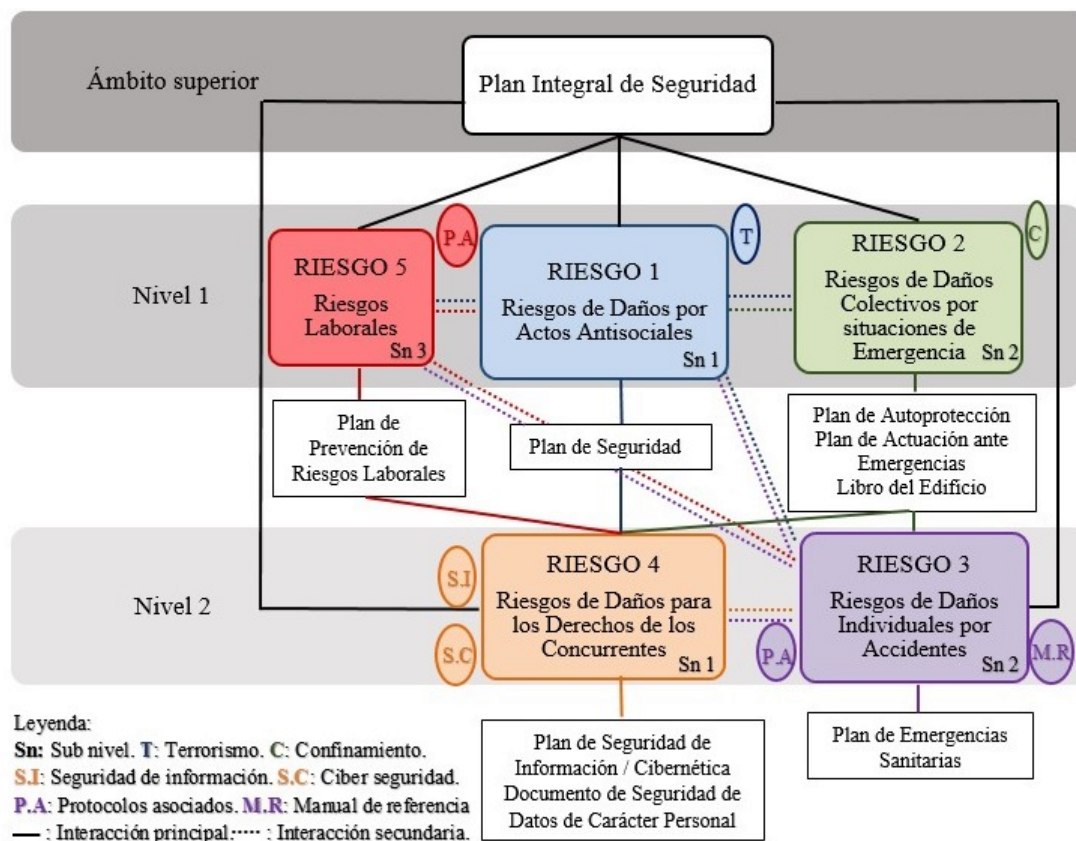 Ámbito superior
Plan Integral de Seguridad
Nivel 1
P.A
RIESGO 5
Riesgos
Laborales
Sn 3
T
RIESGO 1
Riesgos de Daños por
Actos Antisociales
Sn 1
C
RIESGO 2
Riesgos de Daños
Colectivos por
situaciones de
Emergencia
Sn 2
Plan de
Prevención de
Riesgos Laborales
Plan de Seguridad
Plan de Autoprotección
Plan de Actuación ante
Emergencias
Libro del Edificio
Nivel 2
S.I
S.C
RIESGO 4
Riesgos de Daños para
los Derechos de los
Concurrentes
Sn 1
P.A
RIESGO 3
Riesgos de Daños
Individuales por
Accidentes
Sn 2
M.R
Plan de Seguridad de
Información / Cibernética
Documento de Seguridad de
Datos de Carácter Personal
Plan de Emergencias
Sanitarias
Leyenda:
Sn: Sub nivel. T: Terrorismo. C: Confinamiento.
S.I: Seguridad de información. S.C: Ciber seguridad.
P.A: Protocolos asociados. M.R: Manual de referencia
— : Interacción principal ····· : Interacción secundaria.